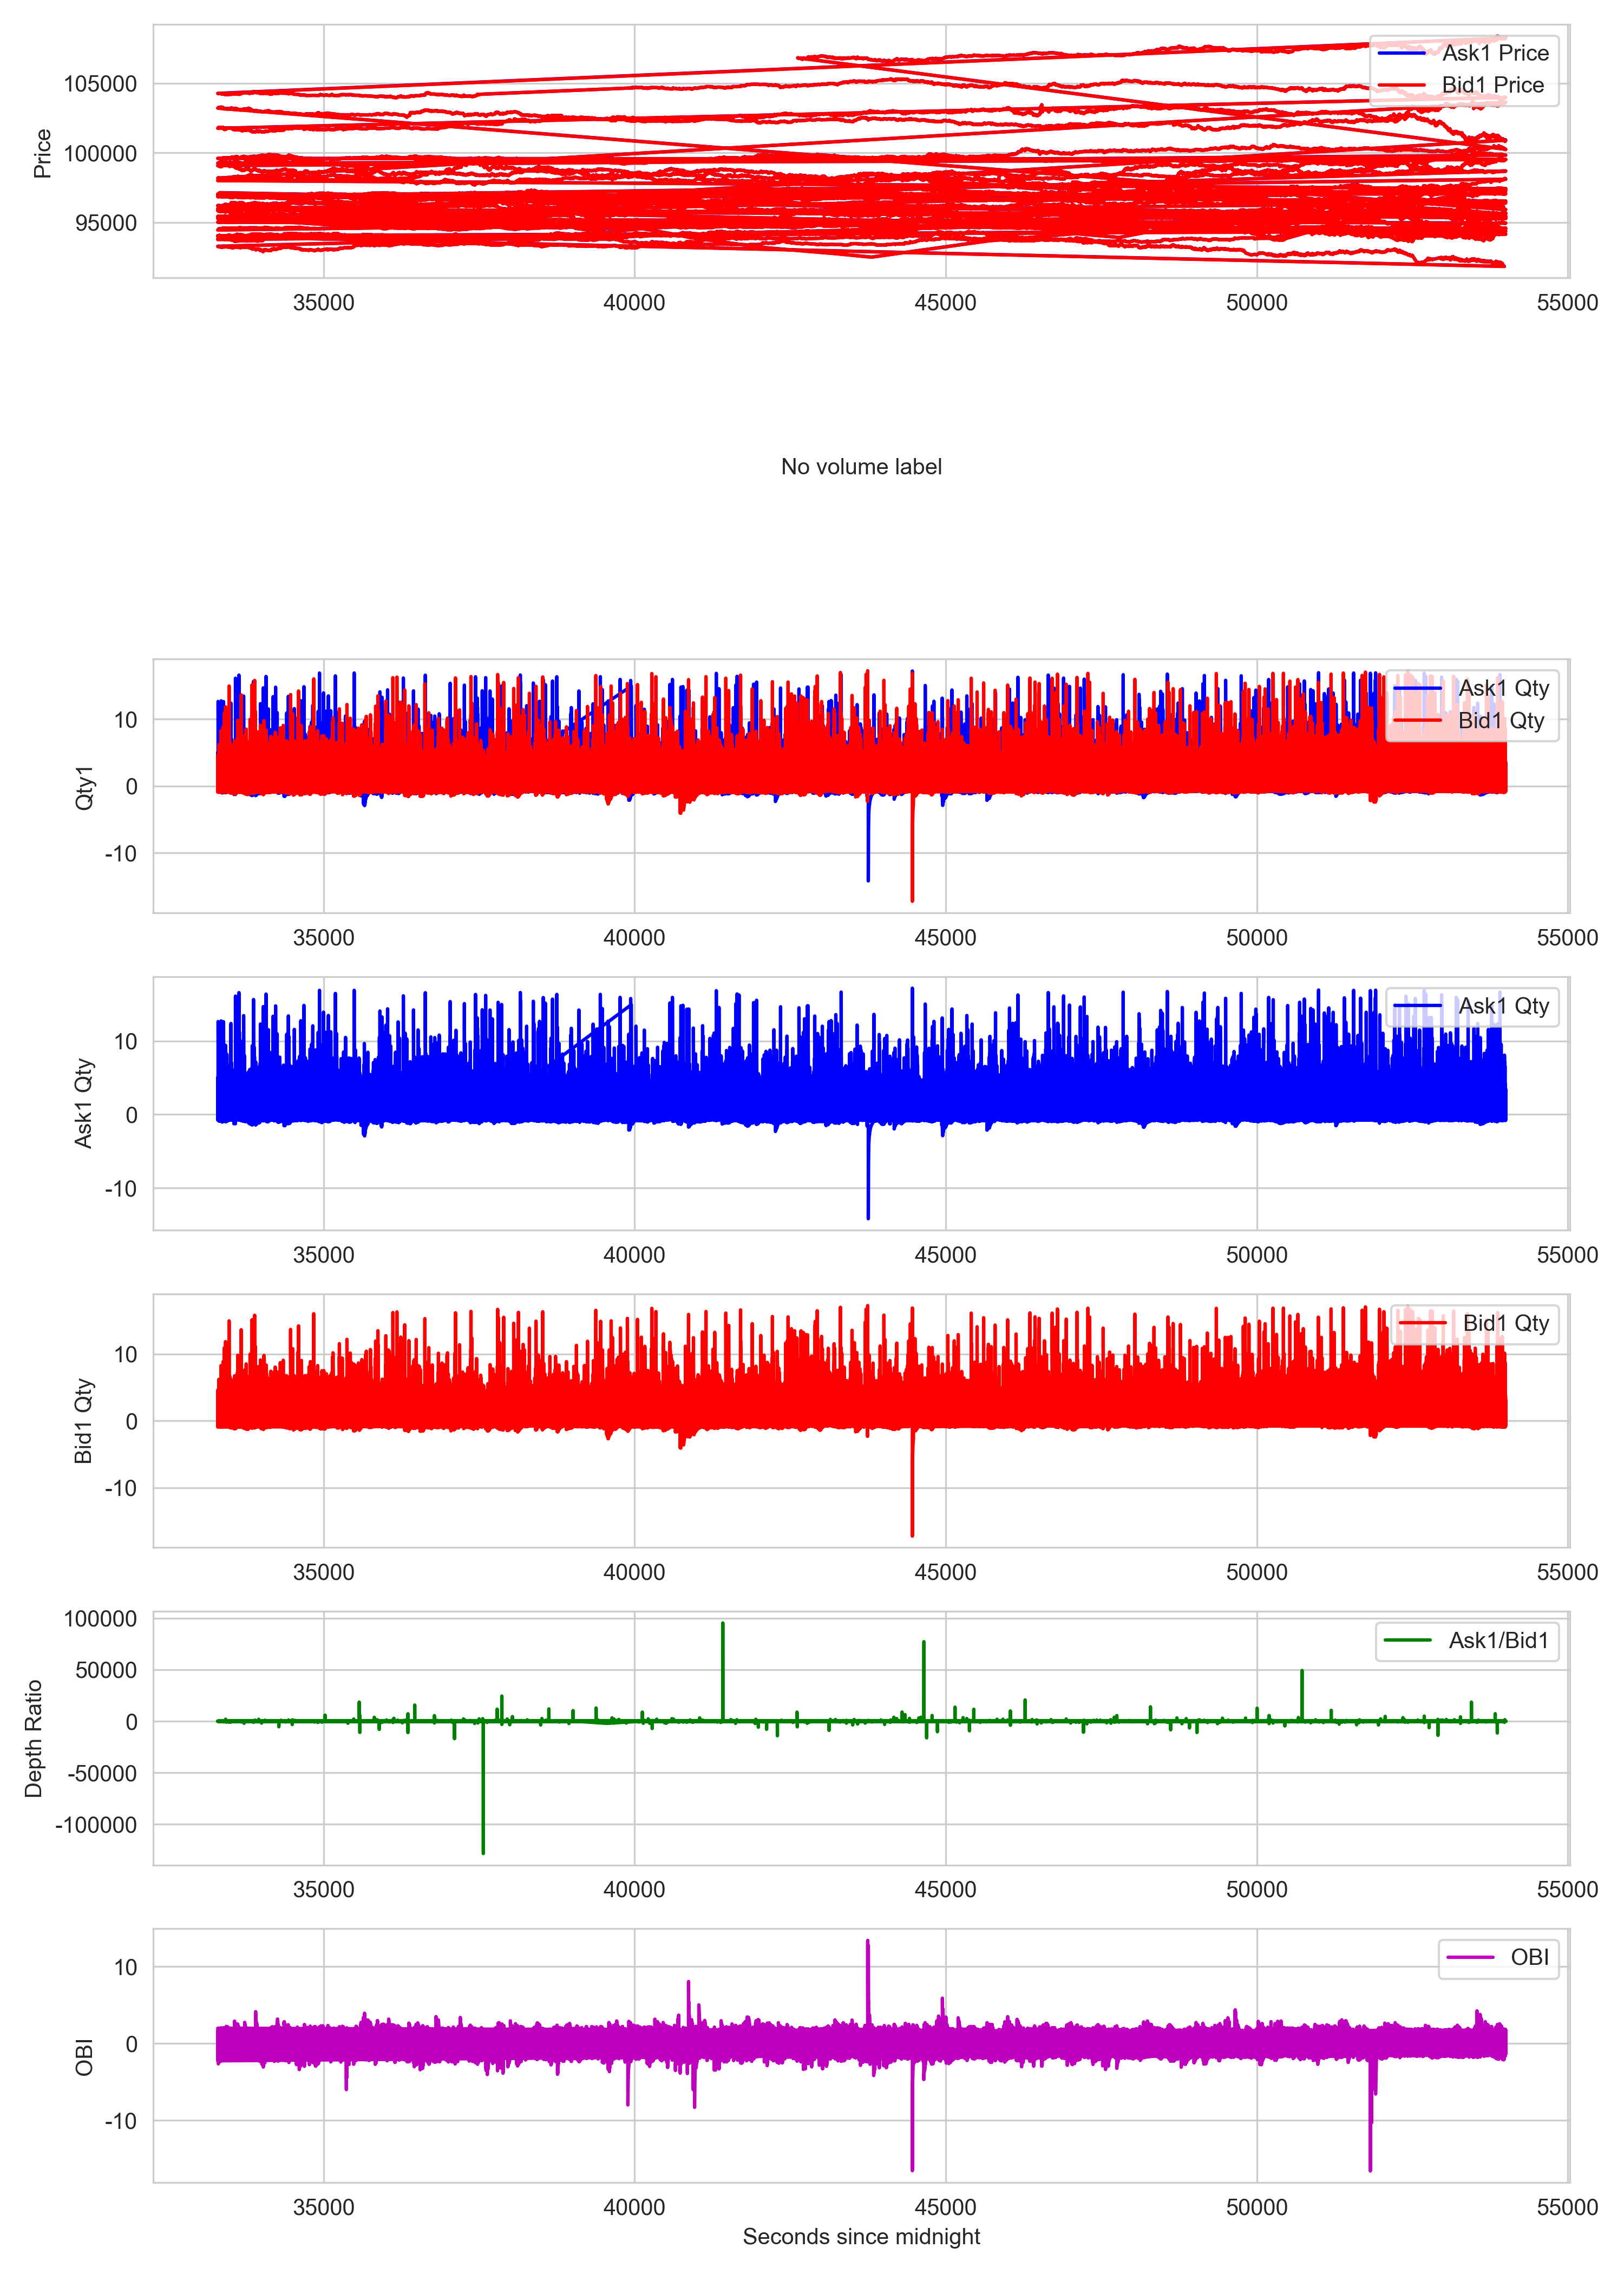 Ask1 Price
Bid1 Price
Price
105000
100000
95000
35000 40000 45000 50000 55000
No volume label
Ask1 Qty
Bid1 Qty
Qty1
10
0
-10
35000 40000 45000 50000 55000
Ask1 Qty
Ask1 Qty
10
0
-10
35000 40000 45000 50000 55000
Bid1 Qty
Bid1 Qty
10
0
-10
35000 40000 45000 50000 55000
Ask1/Bid1
Depth Ratio
100000
50000
0
-50000
-100000
35000 40000 45000 50000 55000
OBI
OBI
10
0
-10
35000 40000 45000 50000 55000
Seconds since midnight